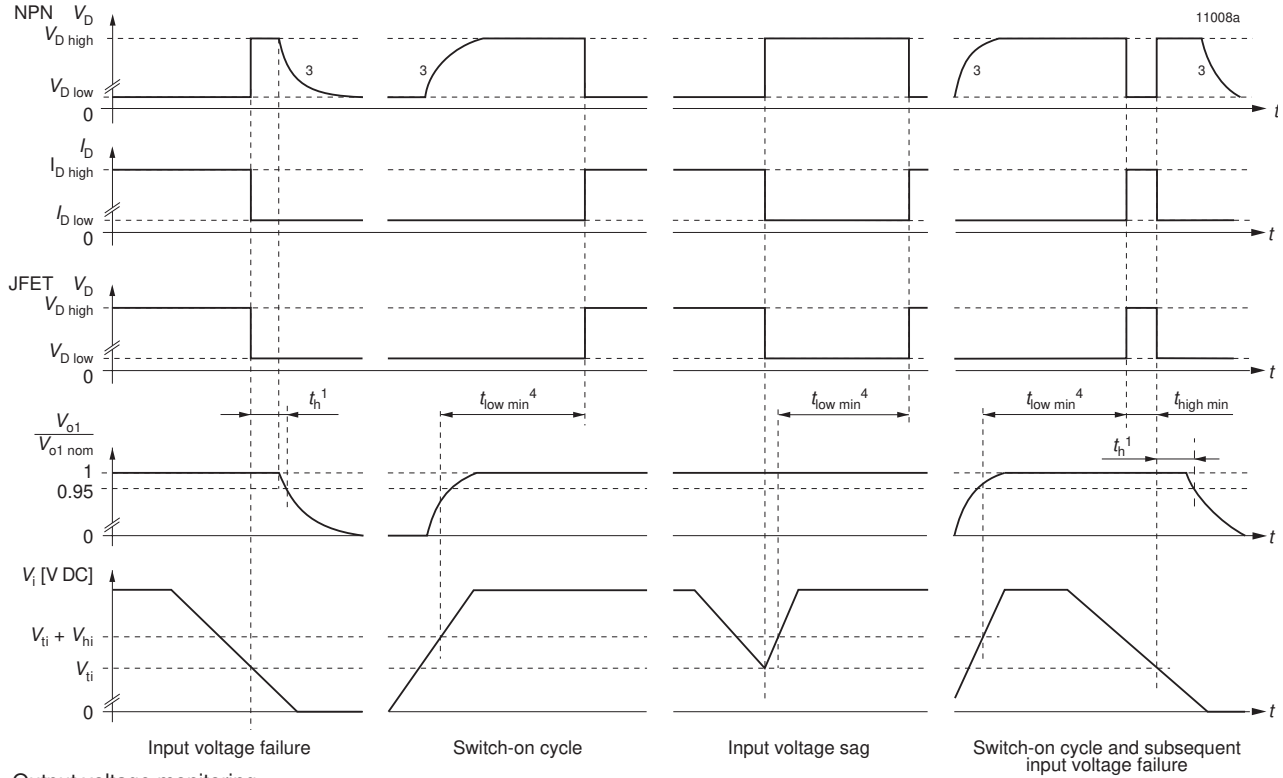 NPN V_D
11008a
V_D high
3
3
3
3
V_D low
0
t
I_D
I_D high
I_D low
0
t
JFET V_D
V_D high
V_D low
0
t
t_h^1
t_low min^4
t_low min^4
t_low min^4
t_high min
V_o1
V_o1 nom
t_h^1
1
0.95
0
t
V_i [V DC]
V_ti + V_hi
V_ti
0
t
Input voltage failure
Switch-on cycle
Input voltage sag
Switch-on cycle and subsequent
input voltage failure